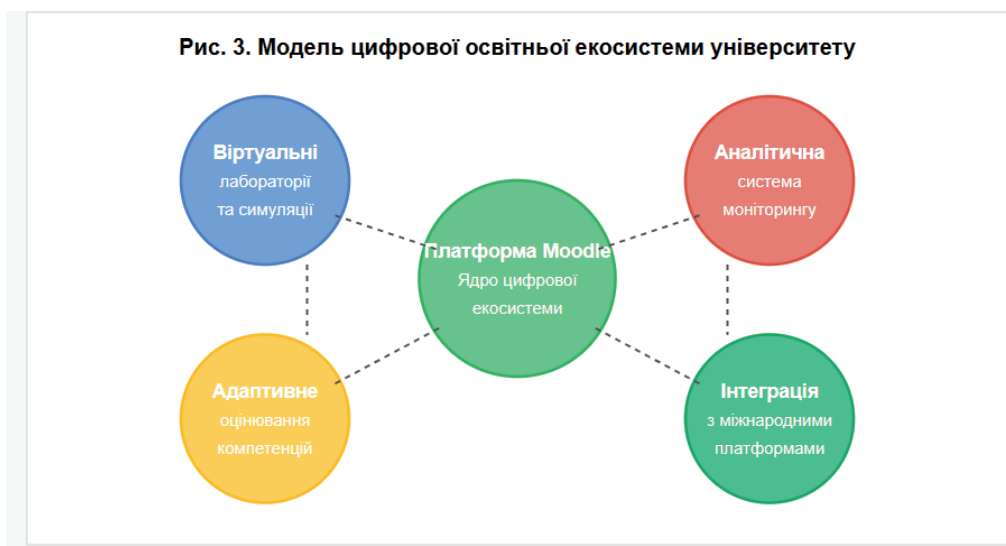 Рис. 3. Модель цифрової освітньої екосистеми університету
Віртуальні
лабораторії
та симуляції
Аналітична
система
моніторингу
Платформа Moodle
Ядро цифрової
екосистеми
Адаптивне
оцінювання
компетенцій
Інтеграція
з міжнародними
платформами